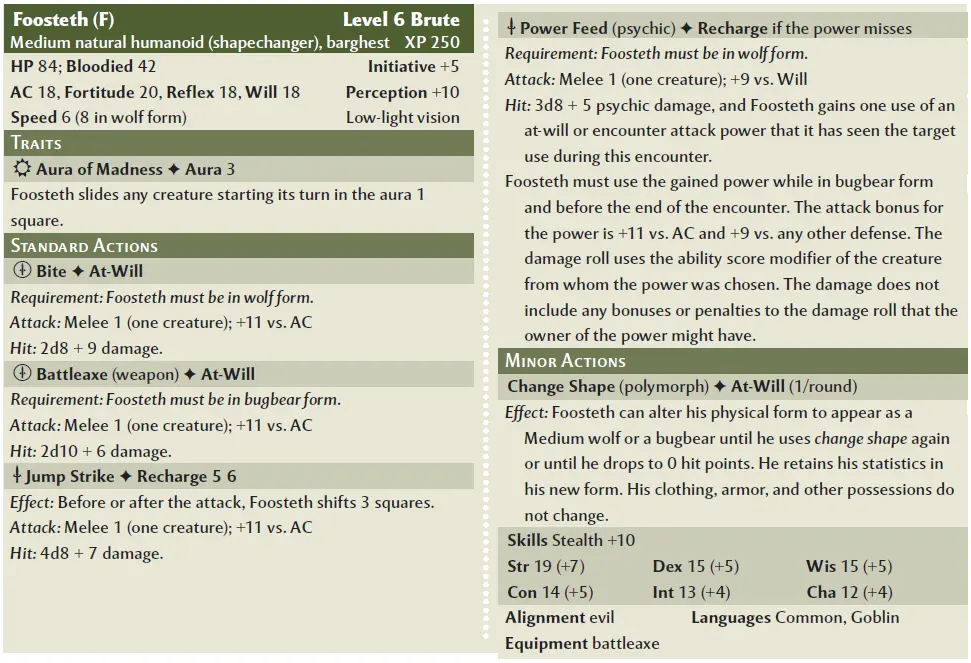 Foosteth (F) Level 6 Brute
Medium natural humanoid (shapechanger), barghest XP 250
HP 84; Bloodied 42 Initiative +5
AC 18, Fortitude 20, Reflex 18, Will 18 Perception +10
Speed 6 (8 in wolf form) Low-light vision
TRAITS
Aura of Madness ✦ Aura 3
Foosteth slides any creature starting its turn in the aura 1
square.
STANDARD ACTIONS
Bite ✦ At-Will
Requirement: Foosteth must be in wolf form.
Attack: Melee 1 (one creature); +11 vs. AC
Hit: 2d8 + 9 damage.
Battleaxe (weapon) ✦ At-Will
Requirement: Foosteth must be in bugbear form.
Attack: Melee 1 (one creature); +11 vs. AC
Hit: 2d10 + 6 damage.
Jump Strike ✦ Recharge 5 6
Effect: Before or after the attack, Foosteth shifts 3 squares.
Attack: Melee 1 (one creature); +11 vs. AC
Hit: 4d8 + 7 damage.
Power Feed (psychic) ✦ Recharge if the power misses
Requirement: Foosteth must be in wolf form.
Attack: Melee 1 (one creature); +9 vs. Will
Hit: 3d8 + 5 psychic damage, and Foosteth gains one use of an
at-will or encounter attack power that it has seen the target
use during this encounter.
Foosteth must use the gained power while in bugbear form
and before the end of the encounter. The attack bonus for
the power is +11 vs. AC and +9 vs. any other defense. The
damage roll uses the ability score modifier of the creature
from whom the power was chosen. The damage does not
include any bonuses or penalties to the damage roll that the
owner of the power might have.
MINOR ACTIONS
Change Shape (polymorph) ✦ At-Will (1/round)
Effect: Foosteth can alter his physical form to appear as a
Medium wolf or a bugbear until he uses change shape again
or until he drops to 0 hit points. He retains his statistics in
his new form. His clothing, armor, and other possessions do
not change.
Skills Stealth +10
Str 19 (+7) Dex 15 (+5) Wis 15 (+5)
Con 14 (+5) Int 13 (+4) Cha 12 (+4)
Alignment evil Languages Common, Goblin
Equipment battleaxe